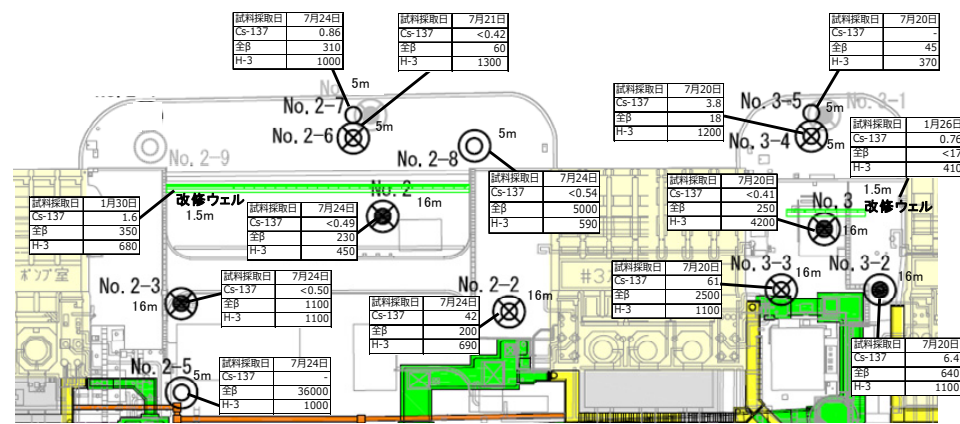 試料採取日 7月24日
Cs-137 0.86
全β 310
H-3 1000
試料採取日 7月21日
Cs-137 <0.42
全β 60
H-3 1300
試料採取日 7月20日
Cs-137 -
全β 45
H-3 370
5m
No. 2-7
5m
No. 2-6
No. 2-8
5m
No. 2-9
試料採取日 7月20日
Cs-137 3.8
全β 18
H-3 1200
No. 3-5
5m
No. 3-1
No. 3-4
5m
試料採取日 1月26日
Cs-137 0.76
全β <17
H-3 410
試料採取日 1月30日
Cs-137 1.6
全β 350
H-3 680
改修ウェル
1.5m
No. 2
16m
試料採取日 7月24日
Cs-137 <0.49
全β 230
H-3 450
試料採取日 7月24日
Cs-137 <0.54
全β 5000
H-3 590
試料採取日 7月20日
Cs-137 <0.41
全β 250
H-3 4200
1.5m
No. 3
改修ウェル
16m
ポンプ室
No. 2-3
16m
試料採取日 7月24日
Cs-137 <0.50
全β 1100
H-3 1100
No. 2-2
16m
試料採取日 7月24日
Cs-137 42
全β 200
H-3 690
#3
試料採取日 7月20日
Cs-137 61
全β 2500
H-3 1100
No. 3-3
16m
No. 3-2
16m
No. 2-5
5m
試料採取日 7月24日
Cs-137 -
全β 36000
H-3 1000
試料採取日 7月20日
Cs-137 6.4
全β 640
H-3 1100